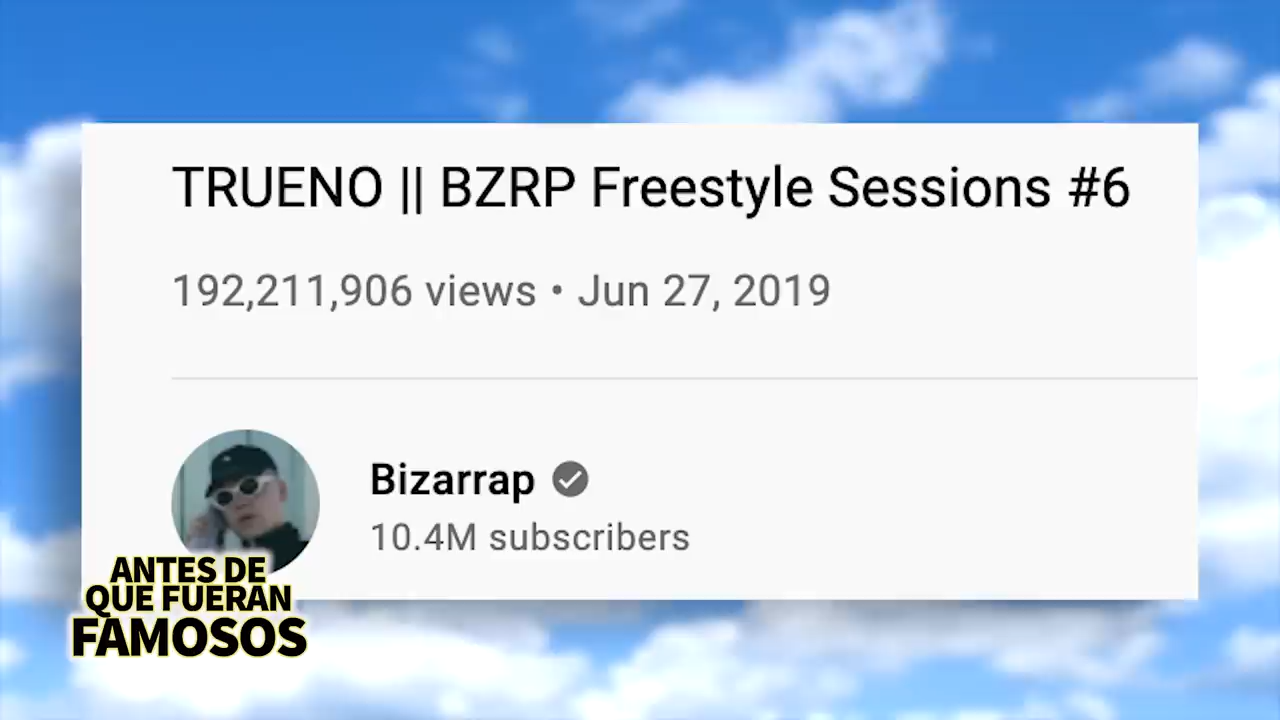 TRUENO || BZRP Freestyle Sessions #6
192,211,906 views • Jun 27, 2019
Bizarrap
10.4M subscribers
ANTES DE
QUE FUERAN
FAMOSOS